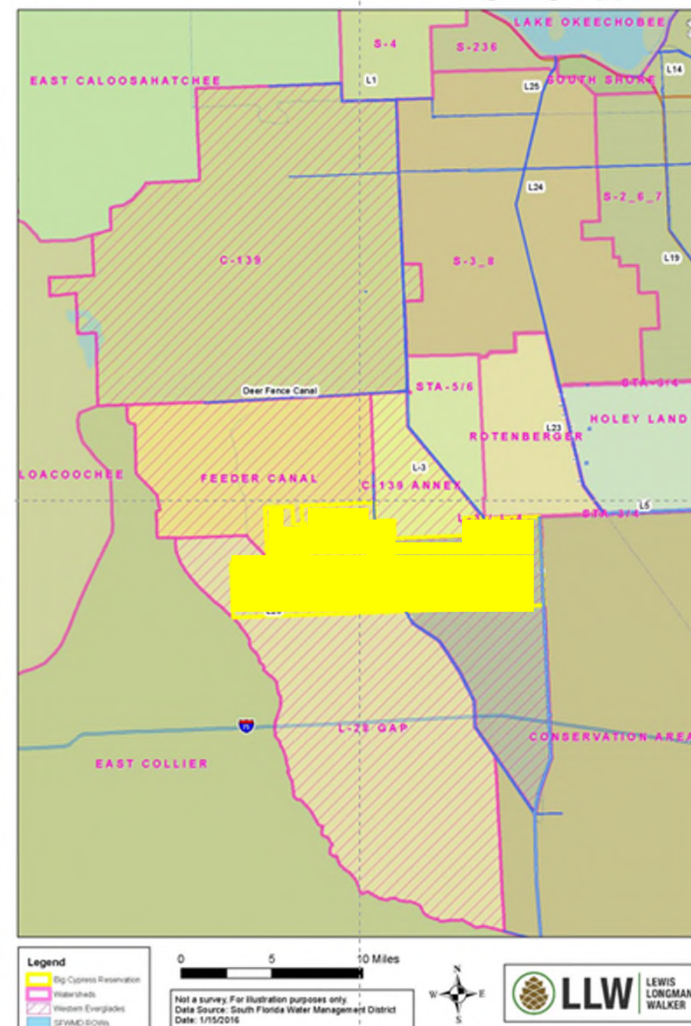 LAKE OKEECHOBEE
S-4
S-236
EAST CALOOSAHATCHEE
L1
L25
SOUTH SHORE
L14
L24
S-2_6_7
C-139
S-3_8
L19
Deer Fence Canal
STA-5/6
STA-3/4
HOLEY LAND
L23
ROTENBERGER
L-3
LOACOOCHEE
FEEDER CANAL
C-139 ANNEX
L5
STA-3/4
75
L-28 GAP
CONSERVATION AREA
EAST COLLIER
Legend
Big Cypress Reservation
Watersheds
Western Everglades
SFWMD ROWs
0 5 10 Miles
Not a survey. For illustration purposes only.
Data Source: South Florida Water Management District
Date: 1/15/2016
N
W E
S
LLW
LEWIS
LONGMAN
WALKER